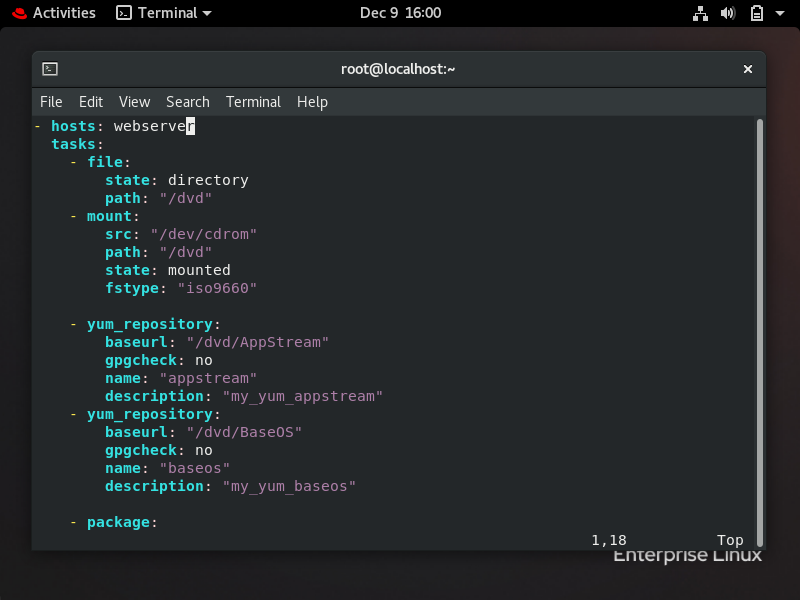 Activities Terminal Dec 9 16:00
root@localhost:~
File Edit View Search Terminal Help
- hosts: webserver
  tasks:
    - file:
        state: directory
        path: "/dvd"
    - mount:
        src: "/dev/cdrom"
        path: "/dvd"
        state: mounted
        fstype: "iso9660"
    - yum_repository:
        baseurl: "/dvd/AppStream"
        gpgcheck: no
        name: "appstream"
        description: "my_yum_appstream"
    - yum_repository:
        baseurl: "/dvd/BaseOS"
        gpgcheck: no
        name: "baseos"
        description: "my_yum_baseos"
    - package:
1,18 Top
Enterprise Linux